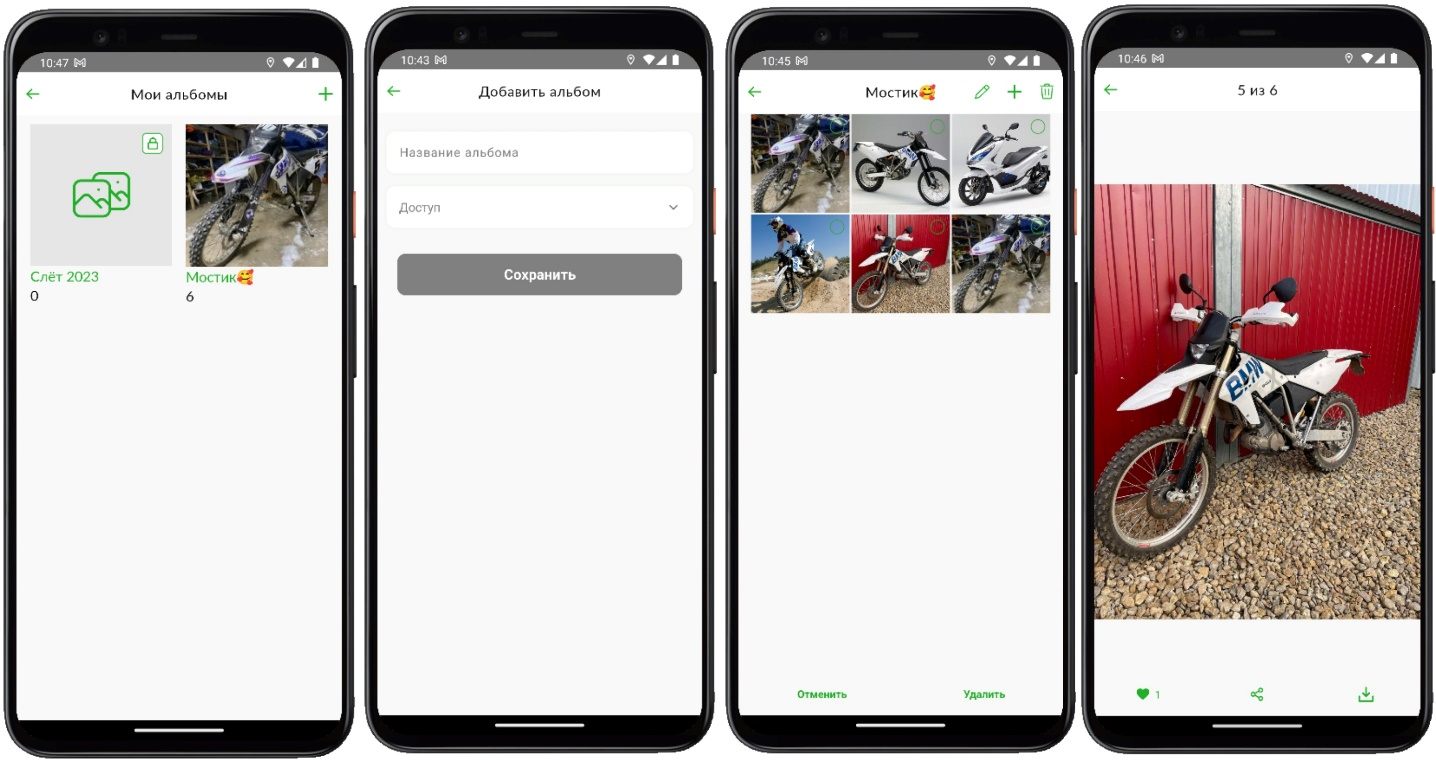 10:47
Мои альбомы
Слёт 2023
0
Мостик🥰
6
10:43
Добавить альбом
Название альбома
Доступ
Сохранить
10:45
Мостик🥰
Отменить
Удалить
10:46
5 из 6
BMW
1